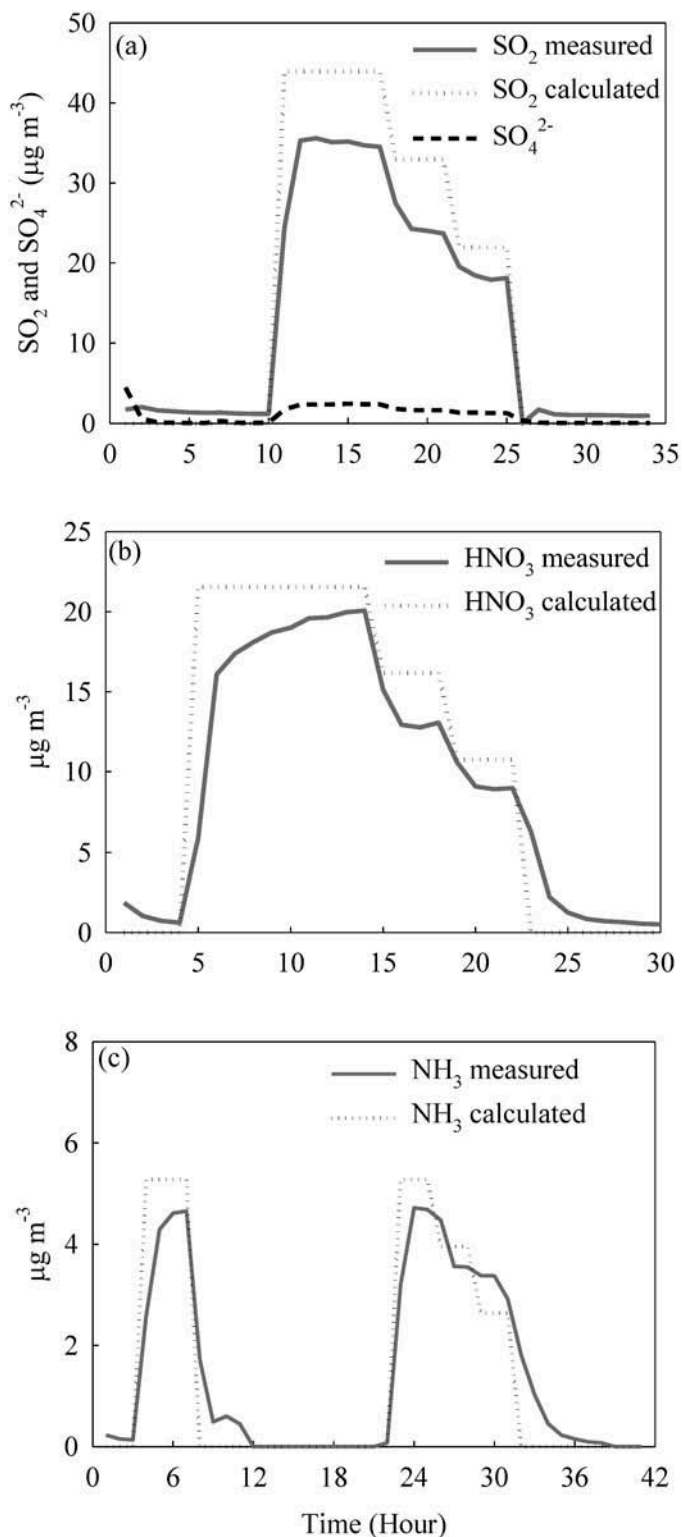 (a)
SO₂ measured
SO₂ calculated
SO₄²⁻
SO₂ and SO₄²⁻ (µg m⁻³)
50
40
30
20
10
0
0 5 10 15 20 25 30 35
(b)
HNO₃ measured
HNO₃ calculated
µg m⁻³
25
20
15
10
5
0
0 5 10 15 20 25 30
(c)
NH₃ measured
NH₃ calculated
µg m⁻³
8
6
4
2
0
0 6 12 18 24 30 36 42
Time (Hour)